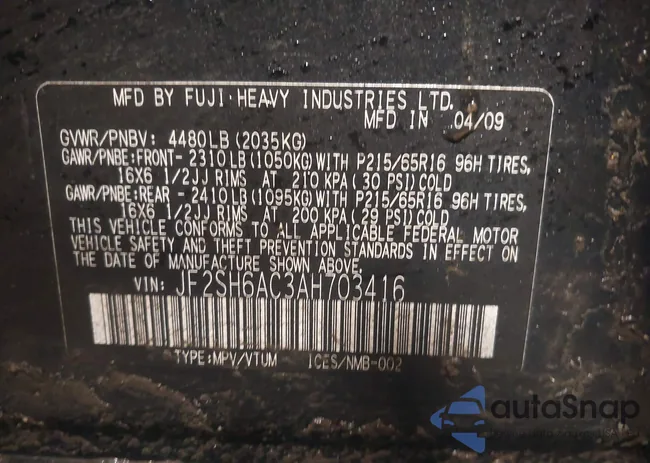 MFD BY FUJI HEAVY INDUSTRIES LTD.
MFD IN 04/09
GVWR/PNBV: 4480LB (2035KG)
GAWR/PNBE:FRONT- 2310 LB(1050KG)WITH P215/65R16 96H TIRES,
16X6 1/2JJ RIMS AT 210 KPA (30 PSI)COLD
GAWR/PNBE:REAR - 2410 LB(1095KG)WITH P215/65R16 96H TIRES,
16X6 1/2JJ RIMS AT 200 KPA (29 PSI)COLD
THIS VEHICLE CONFORMS TO ALL APPLICABLE FEDERAL MOTOR
VEHICLE SAFETY AND THEFT PREVENTION STANDARDS IN EFFECT ON
THE DATE OF MANUFACTURE SHOWN ABOVE.
VIN: JF2SH6AC3AH703416
TYPE:MPV/VTUM ICES/NMB-002
autoSnap